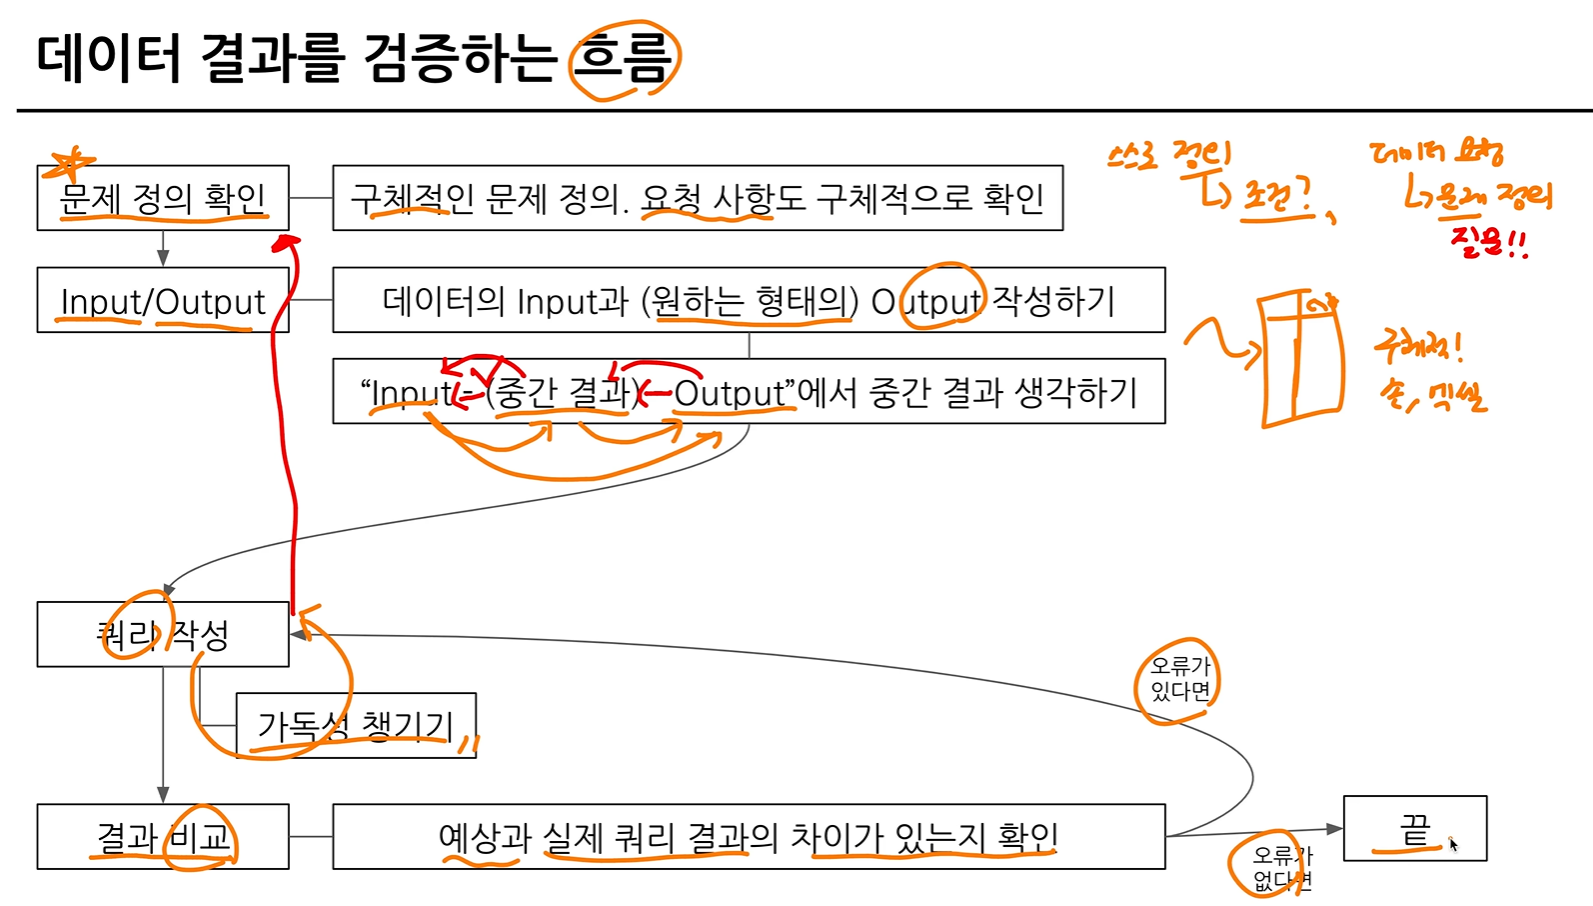 데이터 결과를 검증하는 흐름
스스로 정리
↳ 조건?,
데이터 요청
↳ 문제 정리
질문!!
문제 정의 확인
구체적인 문제 정의. 요청 사항도 구체적으로 확인
Input/Output
데이터의 Input과 (원하는 형태의) Output 작성하기
구체적!
손, 엑셀
“Input - (중간 결과) - Output”에서 중간 결과 생각하기
쿼리 작성
오류가
있다면
가독성 챙기기
결과 비교
예상과 실제 쿼리 결과의 차이가 있는지 확인
끝
오류가
없다면